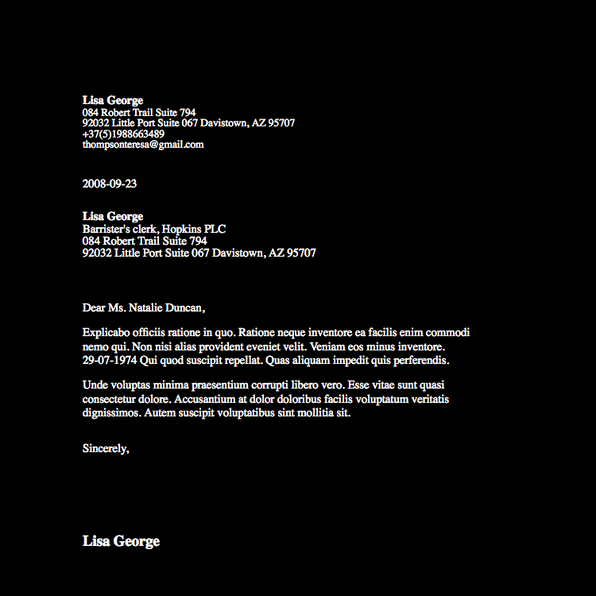 Lisa George
084 Robert Trail Suite 794
92032 Little Port Suite 067 Davistown, AZ 95707
+37(5)1988663489
thompsonteresa@gmail.com
2008-09-23
Lisa George
Barrister's clerk, Hopkins PLC
084 Robert Trail Suite 794
92032 Little Port Suite 067 Davistown, AZ 95707
Dear Ms. Natalie Duncan,
Explicabo officiis ratione in quo. Ratione neque inventore ea facilis enim commodi
nemo qui. Non nisi alias provident eveniet velit. Veniam eos minus inventore.
29-07-1974 Qui quod suscipit repellat. Quas aliquam impedit quis perferendis.
Unde voluptas minima praesentium corrupti libero vero. Esse vitae sunt quasi
consectetur dolore. Accusantium at dolor doloribus facilis voluptatum veritatis
dignissimos. Autem suscipit voluptatibus sint mollitia sit.
Sincerely,
Lisa George